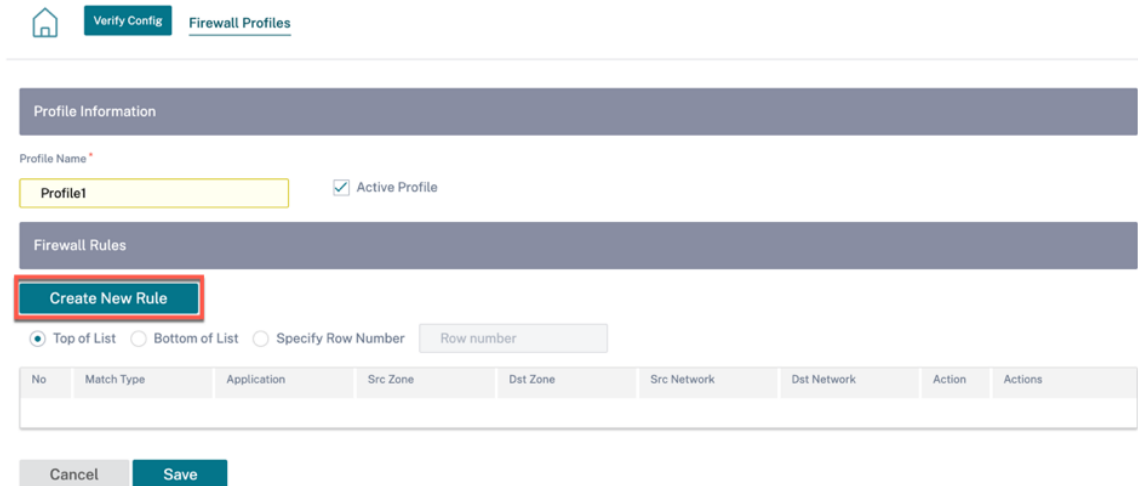 Verify Config Firewall Profiles
Profile Information
Profile Name*
Profile1 Active Profile
Firewall Rules
Create New Rule
Top of List Bottom of List Specify Row Number Row number
No Match Type Application Src Zone Dst Zone Src Network Dst Network Action Actions
Cancel Save